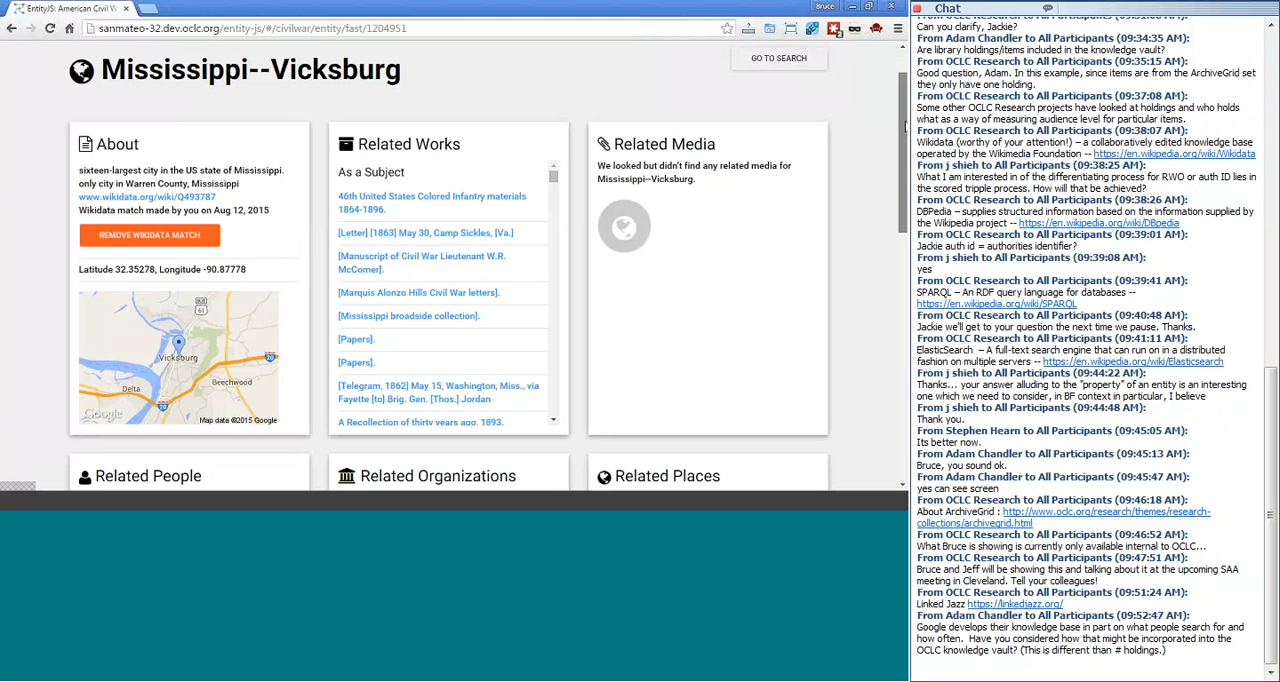 EntityJS: American Civil W
Bruce
sanmateo-32.dev.oclc.org/entity-js/#/civilwar/entity/fast/1204951
Mississippi--Vicksburg
GO TO SEARCH
About
sixteen-largest city in the US state of Mississippi.
only city in Warren County, Mississippi
www.wikidata.org/wiki/Q493787
Wikidata match made by you on Aug 12, 2015
REMOVE WIKIDATA MATCH
Latitude 32.35278, Longitude -90.87778
61
Vicksburg
20
Beechwood
Delta
20
Google
Map data ©2015 Google
Related Works
As a Subject
46th United States Colored Infantry materials
1864-1896.
[Letter] [1863] May 30, Camp Sickles, [Va.]
[Manuscript of Civil War Lieutenant W.R.
McComer].
[Marquis Alonzo Hills Civil War letters].
[Mississippi broadside collection].
[Papers].
[Papers].
[Telegram, 1862] May 15, Washington, Miss., via
Fayette [to] Brig. Gen. [Thos.] Jordan
A Recollection of thirty years ago. 1893.
Related Media
We looked but didn't find any related media for
Mississippi--Vicksburg.
Related People
Related Organizations
Related Places
Chat
Can you clarify, Jackie?
From Adam Chandler to All Participants (09:34:35 AM):
Are library holdings/items included in the knowledge vault?
From OCLC Research to All Participants (09:35:15 AM):
Good question, Adam. In this example, since items are from the ArchiveGrid set
they only have one holding.
From OCLC Research to All Participants (09:37:08 AM):
Some other OCLC Research projects have looked at holdings and who holds
what as a way of measuring audience level for particular items.
From OCLC Research to All Participants (09:38:07 AM):
Wikidata (worthy of your attention!) – a collaboratively edited knowledge base
operated by the Wikimedia Foundation -- https://en.wikipedia.org/wiki/Wikidata
From j shieh to All Participants (09:38:25 AM):
What I am interested in of the differentiating process for RWO or auth ID lies in
the scored tripple process. How will that be achieved?
From OCLC Research to All Participants (09:38:26 AM):
DBPedia – supplies structured information based on the information supplied by
the Wikipedia project -- https://en.wikipedia.org/wiki/DBpedia
From OCLC Research to All Participants (09:39:01 AM):
Jackie auth id = authorities identifier?
From j shieh to All Participants (09:39:08 AM):
yes
From OCLC Research to All Participants (09:39:41 AM):
SPARQL – An RDF query language for databases --
https://en.wikipedia.org/wiki/SPARQL
From OCLC Research to All Participants (09:40:48 AM):
Jackie we'll get to your question the next time we pause. Thanks.
From OCLC Research to All Participants (09:41:11 AM):
ElasticSearch – A full-text search engine that can run on in a distributed
fashion on multiple servers -- https://en.wikipedia.org/wiki/Elasticsearch
From j shieh to All Participants (09:44:22 AM):
Thanks... your answer alluding to the "property" of an entity is an interesting
one which we need to consider, in BF context in particular, I believe
From j shieh to All Participants (09:44:48 AM):
Thank you.
From Stephen Hearn to All Participants (09:45:05 AM):
Its better now.
From Adam Chandler to All Participants (09:45:13 AM):
Bruce, you sound ok.
From Adam Chandler to All Participants (09:45:47 AM):
yes can see screen
From OCLC Research to All Participants (09:46:18 AM):
About ArchiveGrid : http://www.oclc.org/research/themes/research-
collections/archivegrid.html
From OCLC Research to All Participants (09:46:52 AM):
What Bruce is showing is currently only available internal to OCLC...
From OCLC Research to All Participants (09:47:51 AM):
Bruce and Jeff will be showing this and talking about it at the upcoming SAA
meeting in Cleveland. Tell your colleagues!
From OCLC Research to All Participants (09:51:24 AM):
Linked Jazz https://linkedjazz.org/
From Adam Chandler to All Participants (09:52:47 AM):
Google develops their knowledge base in part on what people search for and
how often. Have you considered how that might be incorporated into the
OCLC knowledge vault? (This is different than # holdings.)